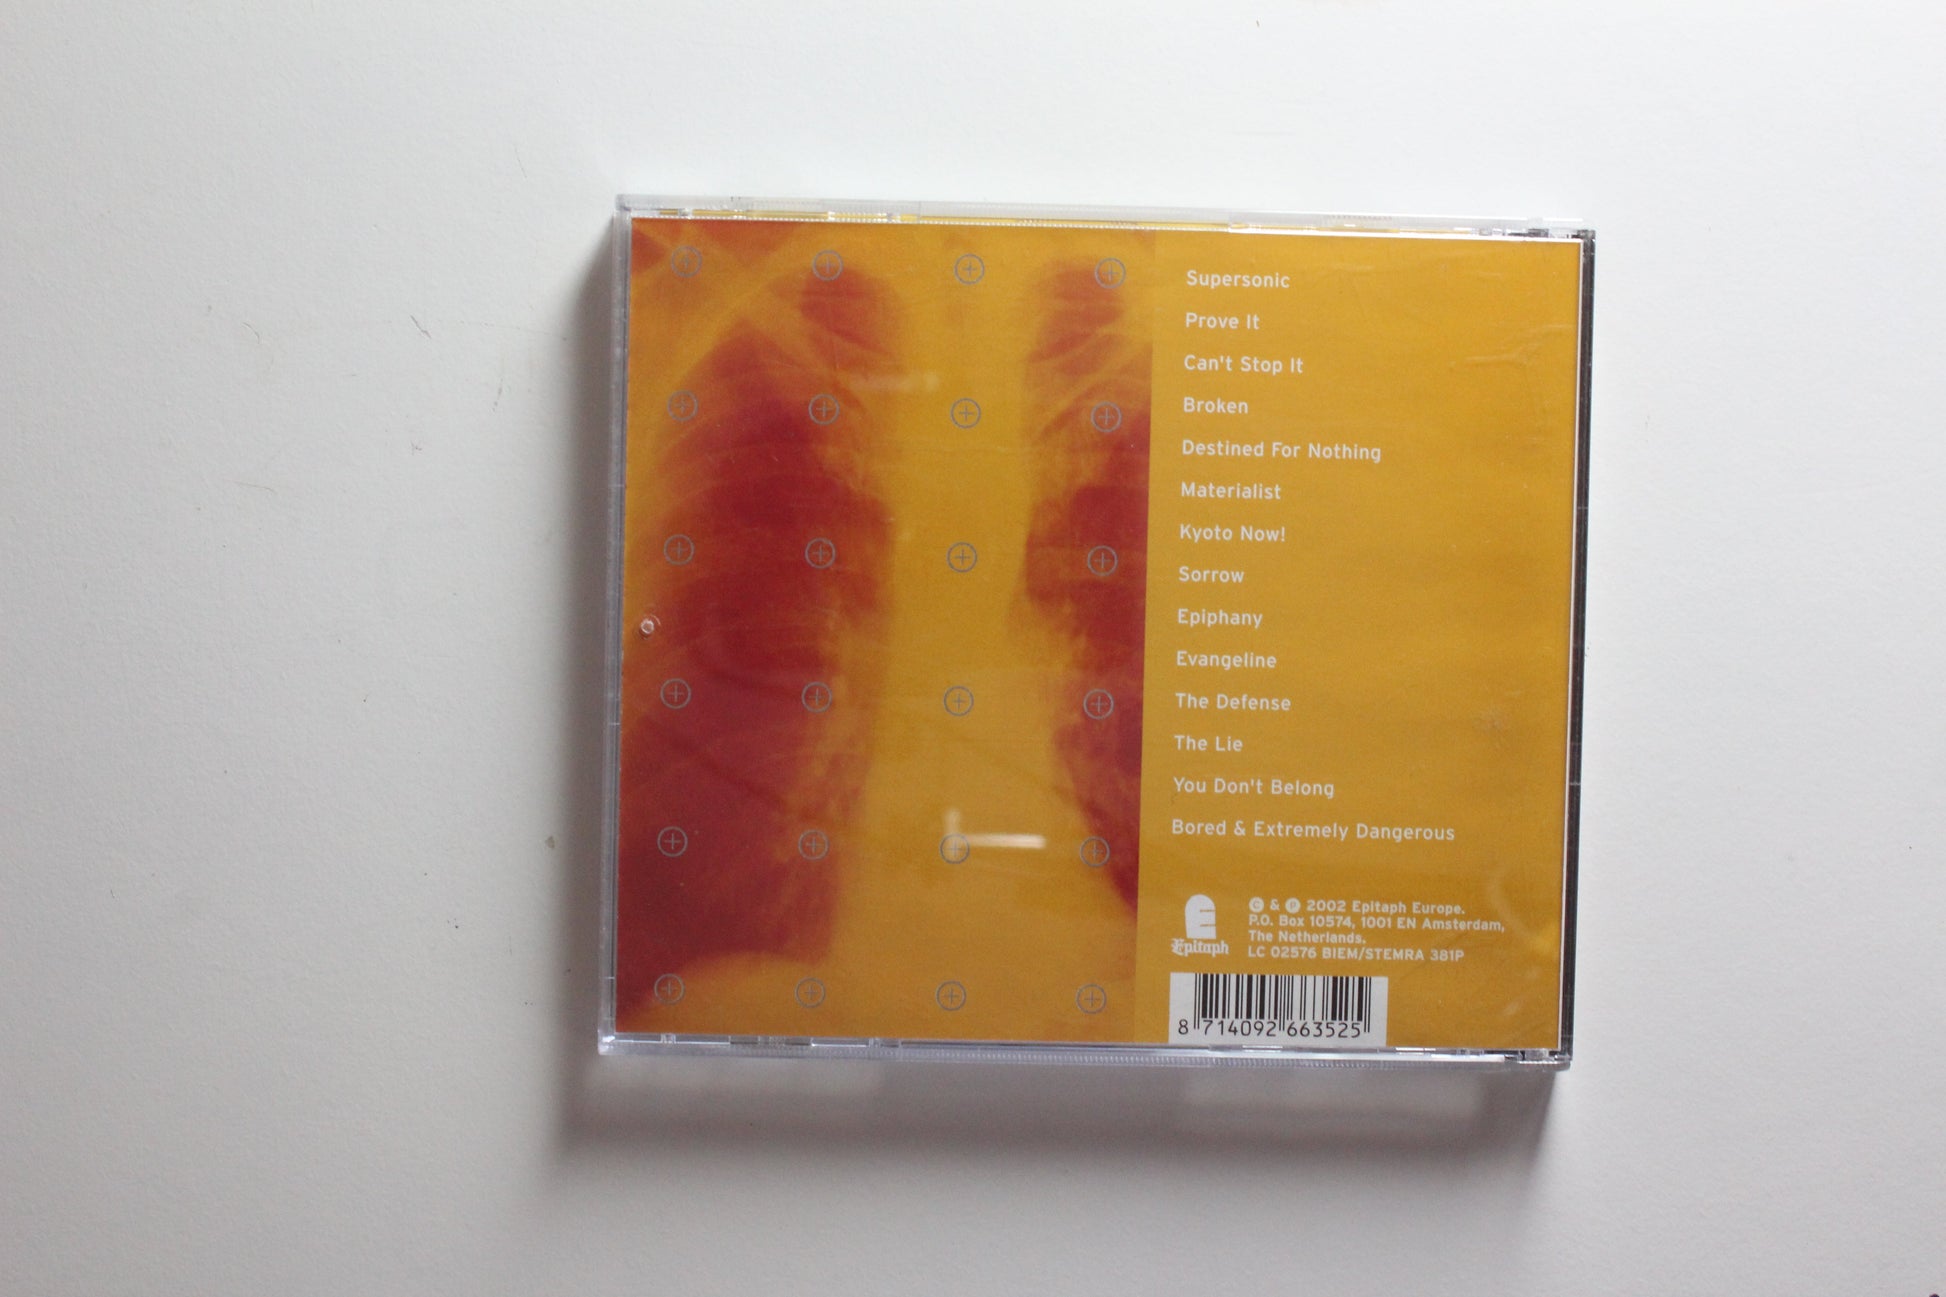 Supersonic
Prove It
Can't Stop It
Broken
Destined For Nothing
Materialist
Kyoto Now!
Sorrow
Epiphany
Evangeline
The Defense
The Lie
You Don't Belong
Bored & Extremely Dangerous
Epitaph
© & ℗ 2002 Epitaph Europe.
P.O. Box 10574, 1001 EN Amsterdam,
The Netherlands.
LC 02576 BIEM/STEMRA 381P
8 714092 663525